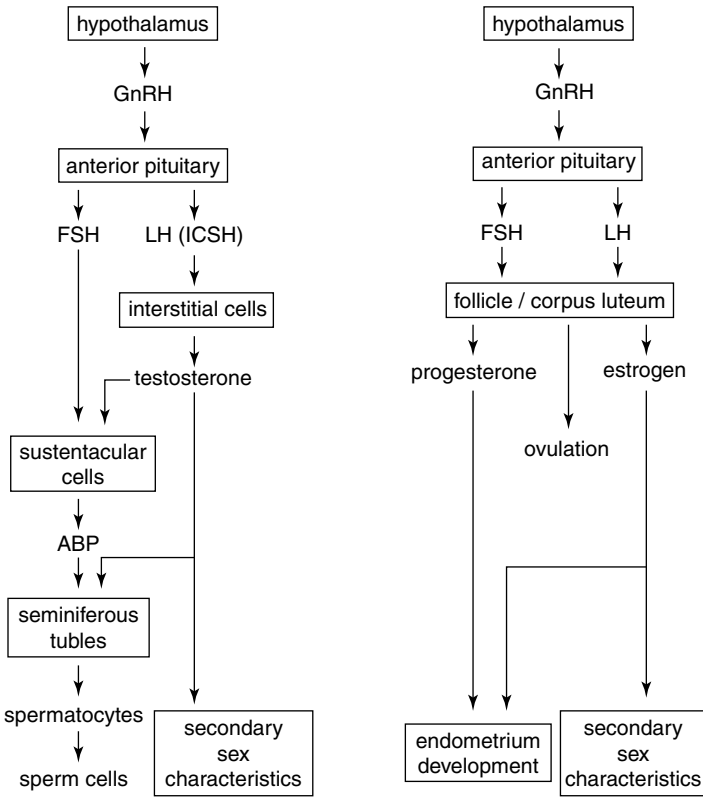 hypothalamus
GnRH
anterior pituitary
FSH
LH (ICSH)
interstitial cells
testosterone
sustentacular
cells
ABP
seminiferous
tubles
spermatocytes
sperm cells
secondary
sex
characteristics
hypothalamus
GnRH
anterior pituitary
FSH
LH
follicle / corpus luteum
progesterone
estrogen
ovulation
endometrium
development
secondary
sex
characteristics